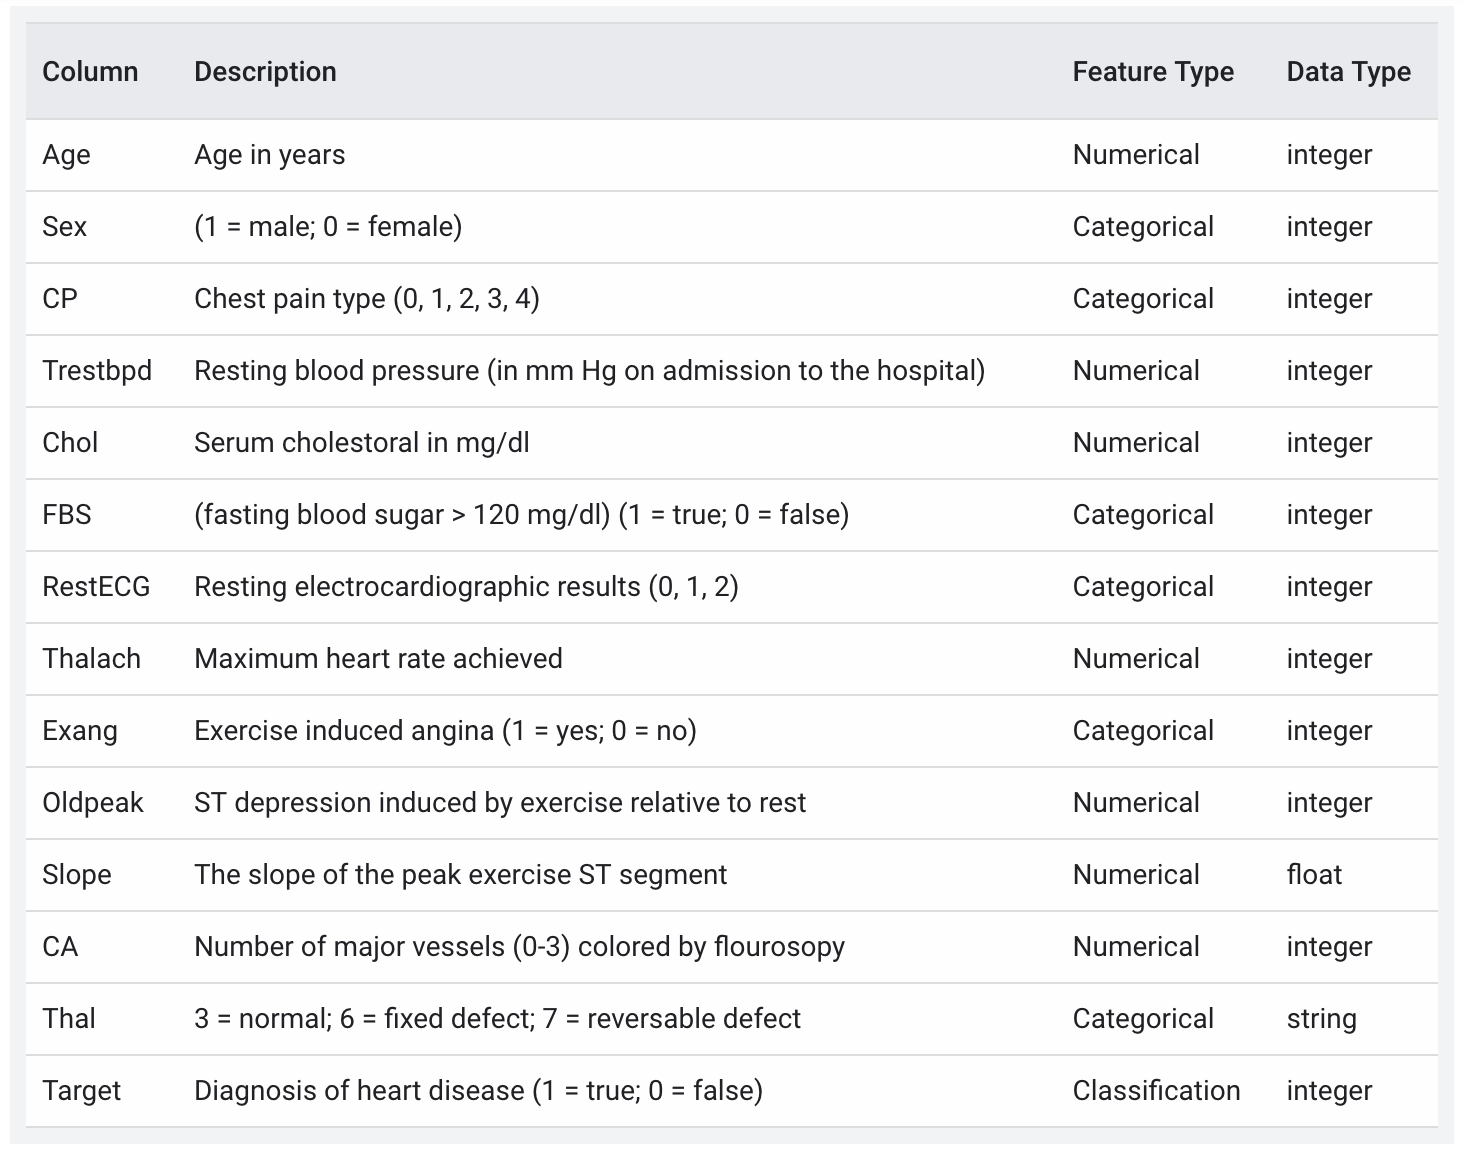 Column Description Feature Type Data Type
Age Age in years Numerical integer
Sex (1 = male; 0 = female) Categorical integer
CP Chest pain type (0, 1, 2, 3, 4) Categorical integer
Trestbpd Resting blood pressure (in mm Hg on admission to the hospital) Numerical integer
Chol Serum cholestoral in mg/dl Numerical integer
FBS (fasting blood sugar > 120 mg/dl) (1 = true; 0 = false) Categorical integer
RestECG Resting electrocardiographic results (0, 1, 2) Categorical integer
Thalach Maximum heart rate achieved Numerical integer
Exang Exercise induced angina (1 = yes; 0 = no) Categorical integer
Oldpeak ST depression induced by exercise relative to rest Numerical integer
Slope The slope of the peak exercise ST segment Numerical float
CA Number of major vessels (0-3) colored by flourosopy Numerical integer
Thal 3 = normal; 6 = fixed defect; 7 = reversable defect Categorical string
Target Diagnosis of heart disease (1 = true; 0 = false) Classification integer